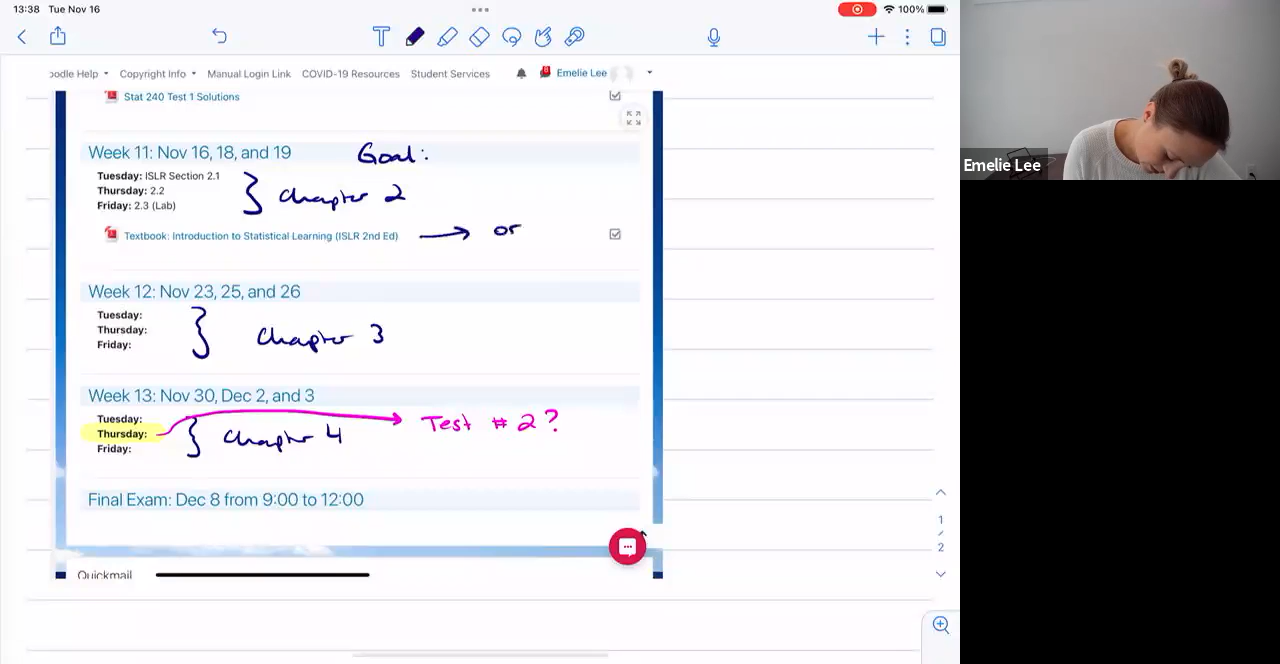 13:38 Tue Nov 16
100%
oodle Help Copyright Info Manual Login Link COVID-19 Resources Student Services Emelie Lee
Stat 240 Test 1 Solutions
Week 11: Nov 16, 18, and 19 Goal:
Tuesday: ISLR Section 2.1
Thursday: 2.2
Friday: 2.3 (Lab)
} Chapter 2
Textbook: Introduction to Statistical Learning (ISLR 2nd Ed) → or
Week 12: Nov 23, 25, and 26
Tuesday:
Thursday:
Friday:
} Chapter 3
Week 13: Nov 30, Dec 2, and 3
Tuesday:
Thursday:
Friday:
} Chapter 4
Test # 2?
Final Exam: Dec 8 from 9:00 to 12:00
Quickmail
1
/
2
Emelie Lee